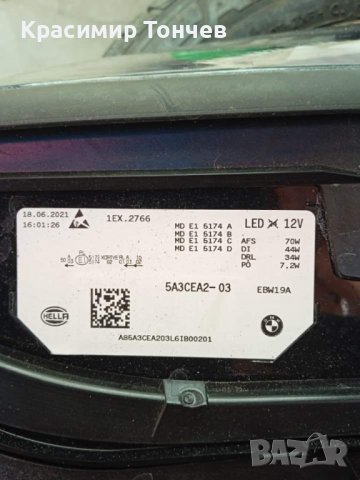 Красимир Тончев
18.06.2021
16:01:26
1EX.2766
MD E1 5174 A
MD E1 5174 B
MD E1 5174 C
MD E1 5174 D
LED 12V
AFS 70W
DI 44W
DRL 34W
PO 7.2W
E1
5A3CEA2-03
EBW19A
HELLA
A85A3CEA203L6IB00201
BAZAR